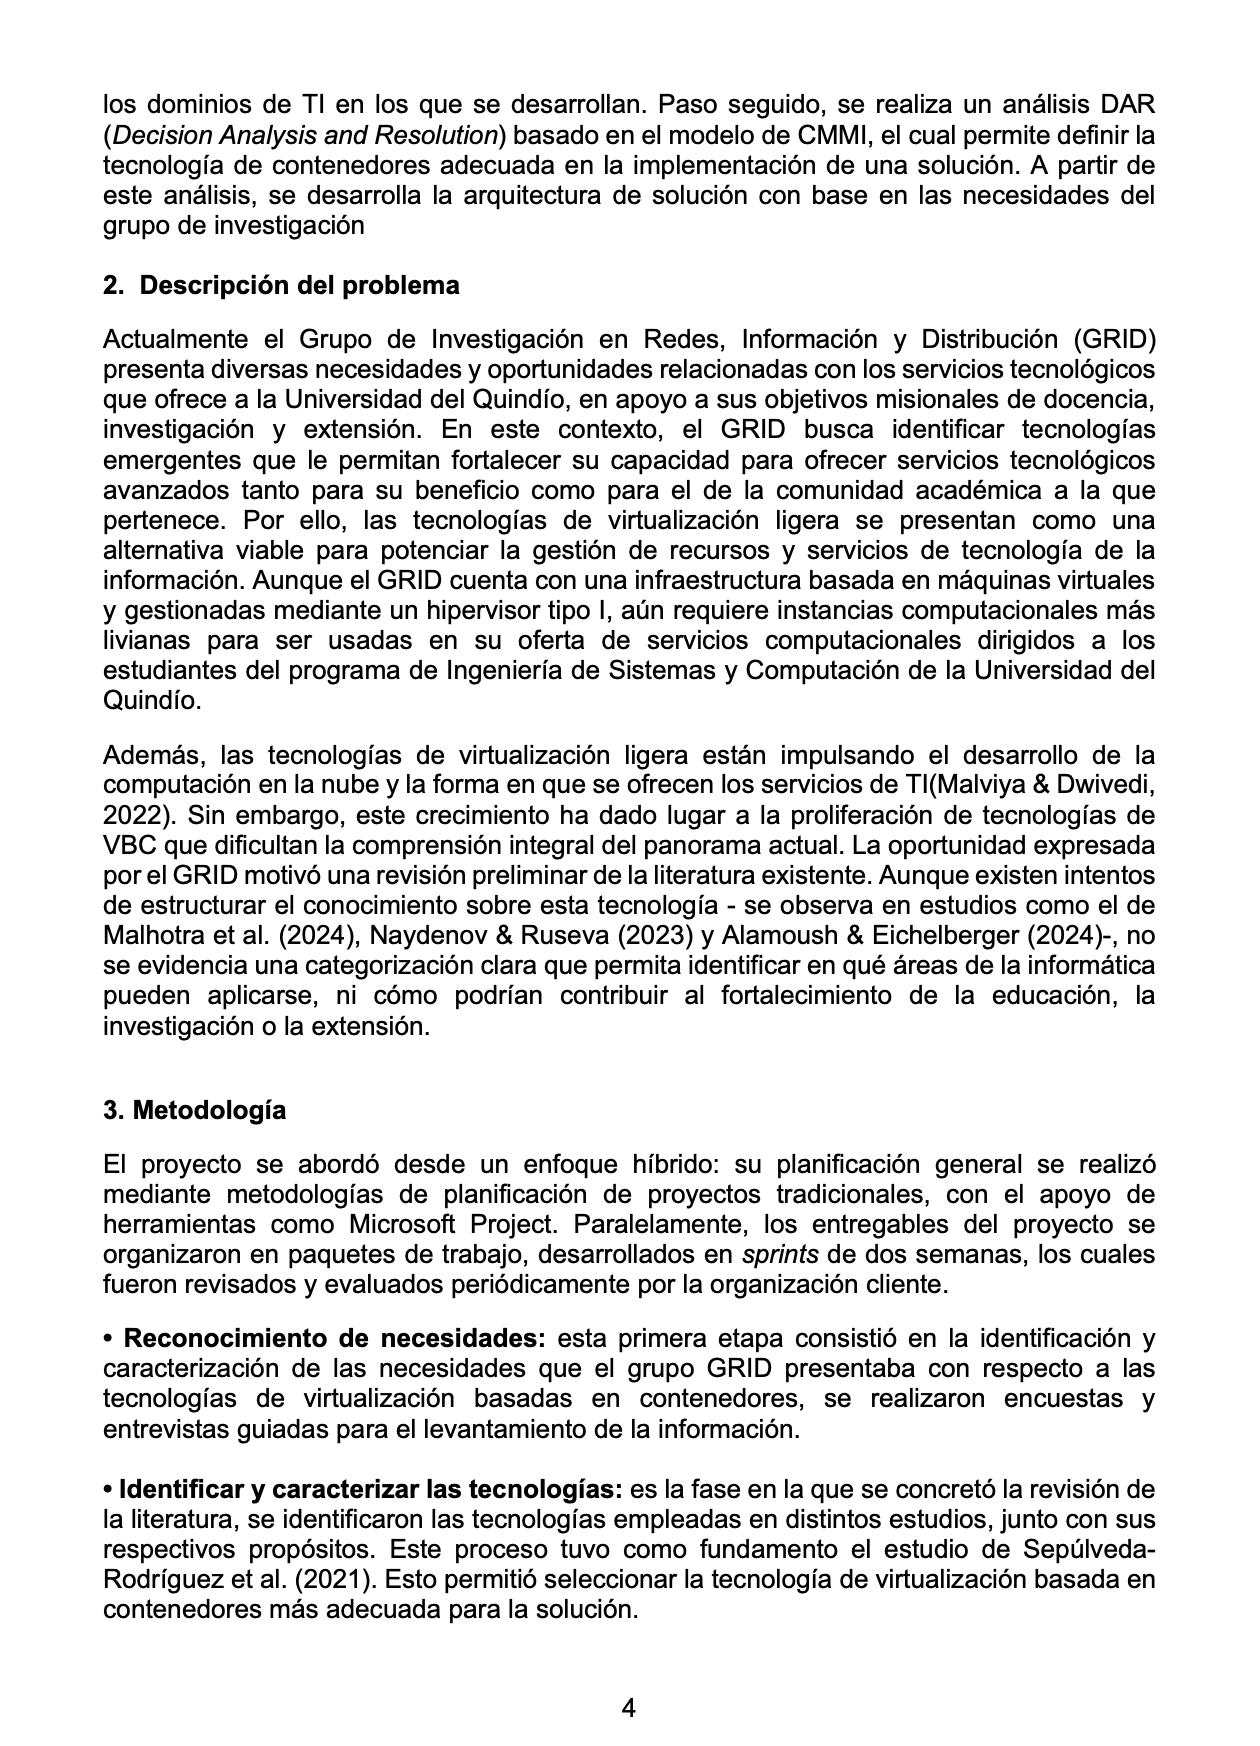 los dominios de TI en los que se desarrollan. Paso seguido, se realiza un análisis DAR
(Decision Analysis and Resolution) basado en el modelo de CMMI, el cual permite definir la
tecnología de contenedores adecuada en la implementación de una solución. A partir de
este análisis, se desarrolla la arquitectura de solución con base en las necesidades del
grupo de investigación
2. Descripción del problema
Actualmente el Grupo de Investigación en Redes, Información y Distribución (GRID)
presenta diversas necesidades y oportunidades relacionadas con los servicios tecnológicos
que ofrece a la Universidad del Quindío, en apoyo a sus objetivos misionales de docencia,
investigación y extensión. En este contexto, el GRID busca identificar tecnologías
emergentes que le permitan fortalecer su capacidad para ofrecer servicios tecnológicos
avanzados tanto para su beneficio como para el de la comunidad académica a la que
pertenece. Por ello, las tecnologías de virtualización ligera se presentan como una
alternativa viable para potenciar la gestión de recursos y servicios de tecnología de la
información. Aunque el GRID cuenta con una infraestructura basada en máquinas virtuales
y gestionadas mediante un hipervisor tipo I, aún requiere instancias computacionales más
livianas para ser usadas en su oferta de servicios computacionales dirigidos a los
estudiantes del programa de Ingeniería de Sistemas y Computación de la Universidad del
Quindío.
Además, las tecnologías de virtualización ligera están impulsando el desarrollo de la
computación en la nube y la forma en que se ofrecen los servicios de TI(Malviya & Dwivedi,
2022). Sin embargo, este crecimiento ha dado lugar a la proliferación de tecnologías de
VBC que dificultan la comprensión integral del panorama actual. La oportunidad expresada
por el GRID motivó una revisión preliminar de la literatura existente. Aunque existen intentos
de estructurar el conocimiento sobre esta tecnología - se observa en estudios como el de
Malhotra et al. (2024), Naydenov & Ruseva (2023) y Alamoush & Eichelberger (2024)-, no
se evidencia una categorización clara que permita identificar en qué áreas de la informática
pueden aplicarse, ni cómo podrían contribuir al fortalecimiento de la educación, la
investigación o la extensión.
3. Metodología
El proyecto se abordó desde un enfoque híbrido: su planificación general se realizó
mediante metodologías de planificación de proyectos tradicionales, con el apoyo de
herramientas como Microsoft Project. Paralelamente, los entregables del proyecto se
organizaron en paquetes de trabajo, desarrollados en sprints de dos semanas, los cuales
fueron revisados y evaluados periódicamente por la organización cliente.
• Reconocimiento de necesidades: esta primera etapa consistió en la identificación y
caracterización de las necesidades que el grupo GRID presentaba con respecto a las
tecnologías de virtualización basadas en contenedores, se realizaron encuestas y
entrevistas guiadas para el levantamiento de la información.
• Identificar y caracterizar las tecnologías: es la fase en la que se concretó la revisión de
la literatura, se identificaron las tecnologías empleadas en distintos estudios, junto con sus
respectivos propósitos. Este proceso tuvo como fundamento el estudio de Sepúlveda-
Rodríguez et al. (2021). Esto permitió seleccionar la tecnología de virtualización basada en
contenedores más adecuada para la solución.
4